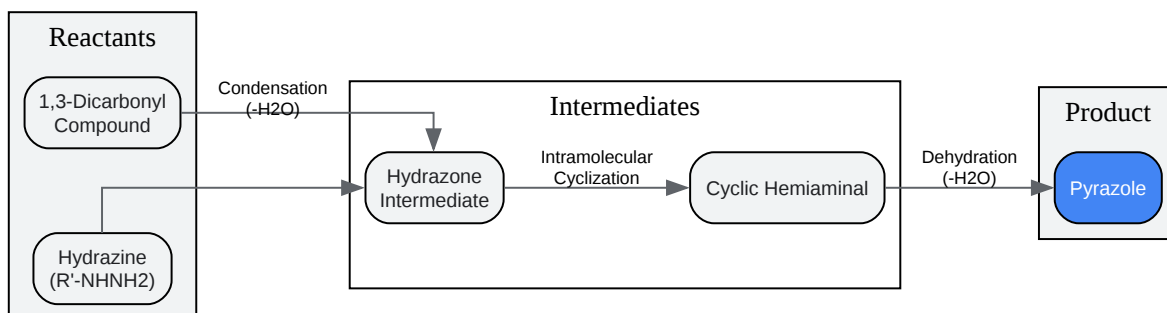 Reactants
1,3-Dicarbonyl
Compound
Hydrazine
(R'-NHNH2)
Condensation
(-H2O)
Intermediates
Hydrazone
Intermediate
Intramolecular
Cyclization
Cyclic Hemiaminal
Dehydration
(-H2O)
Product
Pyrazole